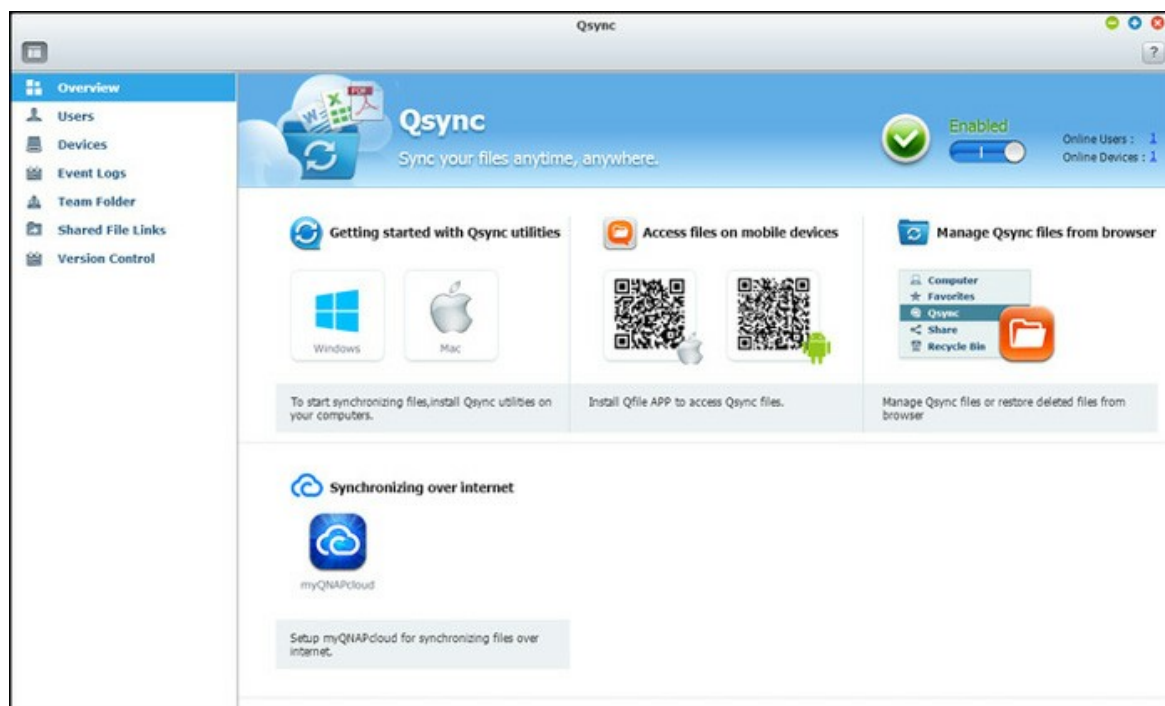 Qsync
?
Overview
Users
Devices
Event Logs
Team Folder
Shared File Links
Version Control
W X PDF
Qsync
Sync your files anytime, anywhere.
Enabled
Online Users : 1
Online Devices : 1
Getting started with Qsync utilities
Windows
Mac
To start synchronizing files,install Qsync utilities on
your computers.
Access files on mobile devices
Install Qfile APP to access Qsync files.
Manage Qsync files from browser
Computer
Favorites
Qsync
Share
Recycle Bin
Manage Qsync files or restore deleted files from
browser
Synchronizing over internet
myQNAPcloud
Setup myQNAPcloud for synchronizing files over
internet.